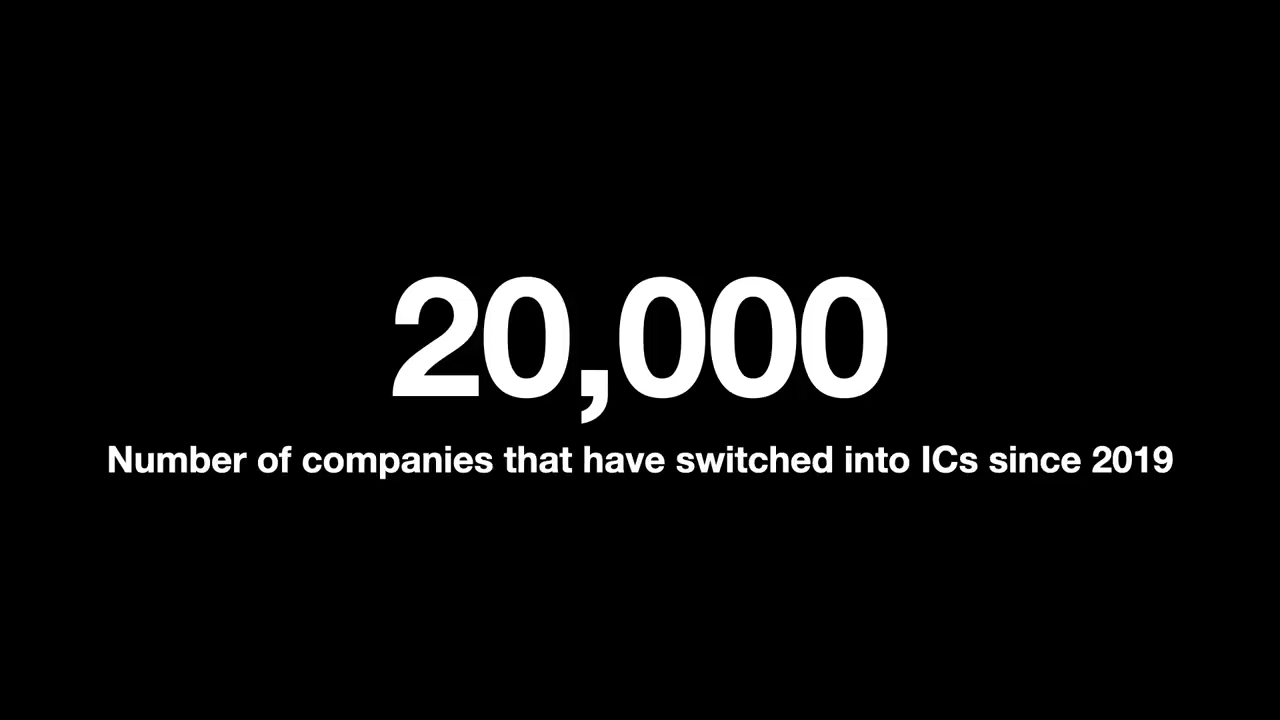 20,000
Number of companies that have switched into ICs since 2019